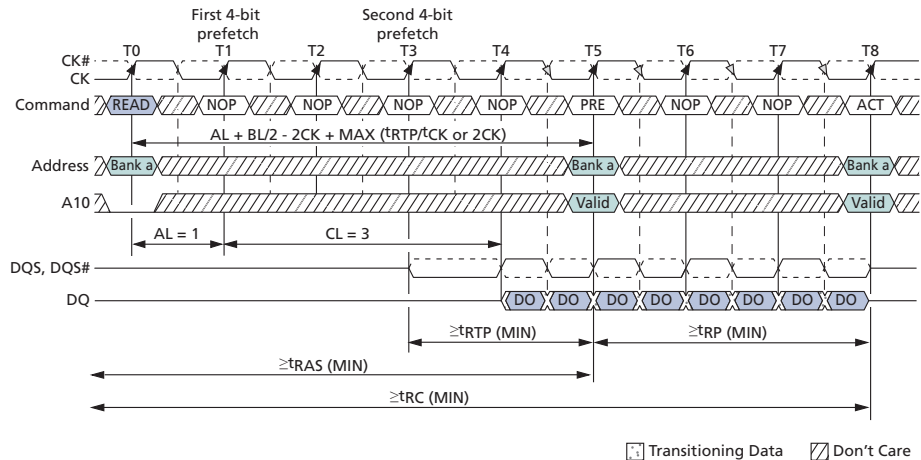 First 4-bit prefetch
Second 4-bit prefetch
T0 T1 T2 T3 T4 T5 T6 T7 T8
CK#
CK
Command READ NOP NOP NOP NOP PRE NOP NOP ACT
AL + BL/2 - 2CK + MAX (tRTP/tCK or 2CK)
Address Bank a Bank a Bank a
A10 Valid Valid
AL = 1 CL = 3
DQS, DQS#
DQ DO DO DO DO DO DO DO DO
≥tRTP (MIN) ≥tRP (MIN)
≥tRAS (MIN)
≥tRC (MIN)
Transitioning Data Don't Care